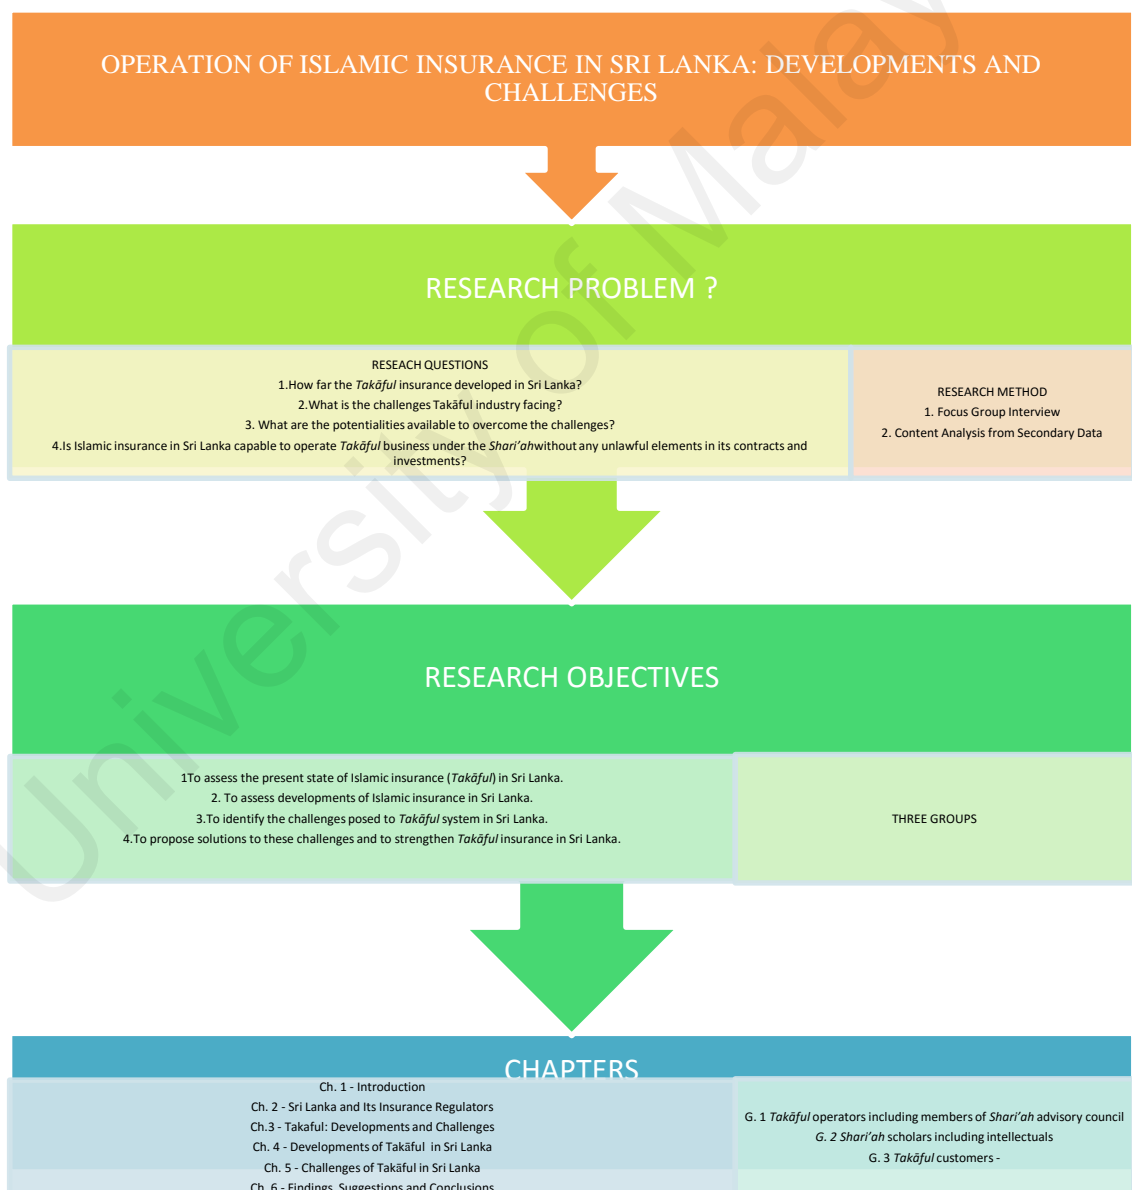 OPERATION OF ISLAMIC INSURANCE IN SRI LANKA: DEVELOPMENTS AND
CHALLENGES
RESEARCH PROBLEM ?
RESEACH QUESTIONS
1.How far the Takāful insurance developed in Sri Lanka?
2.What is the challenges Takāful industry facing?
3. What are the potentialities available to overcome the challenges?
4.Is Islamic insurance in Sri Lanka capable to operate Takāful business under the Shari’ahwithout any unlawful elements in its contracts and
investments?
RESEARCH METHOD
1. Focus Group Interview
2. Content Analysis from Secondary Data
RESEARCH OBJECTIVES
1To assess the present state of Islamic insurance (Takāful) in Sri Lanka.
2. To assess developments of Islamic insurance in Sri Lanka.
3.To identify the challenges posed to Takāful system in Sri Lanka.
4.To propose solutions to these challenges and to strengthen Takāful insurance in Sri Lanka.
THREE GROUPS
CHAPTERS
Ch. 1 - Introduction
Ch. 2 - Sri Lanka and Its Insurance Regulators
Ch.3 - Takaful: Developments and Challenges
Ch. 4 - Developments of Takāful in Sri Lanka
Ch. 5 - Challenges of Takāful in Sri Lanka
Ch. 6 - Findings, Suggestions and Conclusions
G. 1 Takāful operators including members of Shari’ah advisory council
G. 2 Shari’ah scholars including intellectuals
G. 3 Takāful customers -
University of Malay